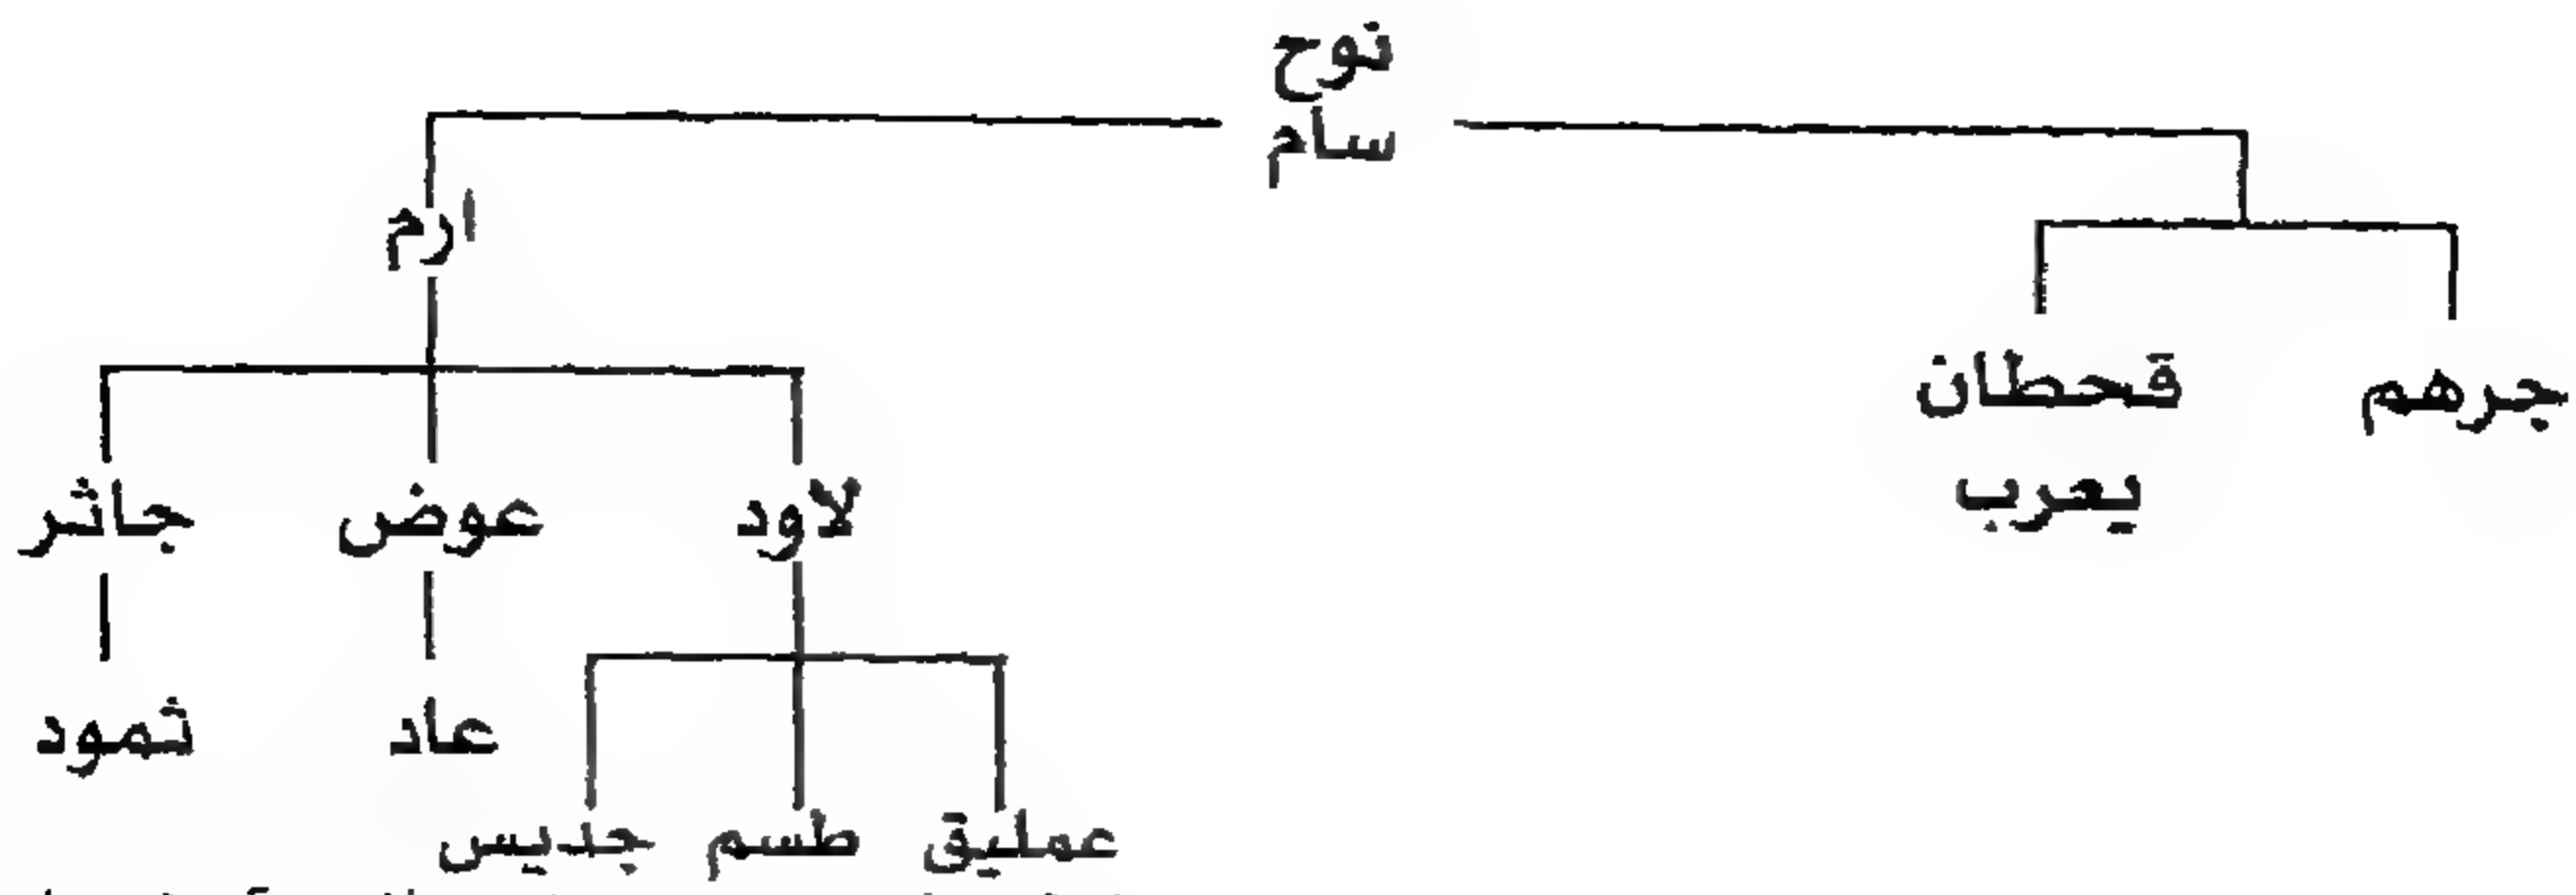 نوح
سام
ارم
جرهم
قحطان
يعرب
لاود
عوض
جاثر
عاد
ثمود
عمليق
طسم
جديس